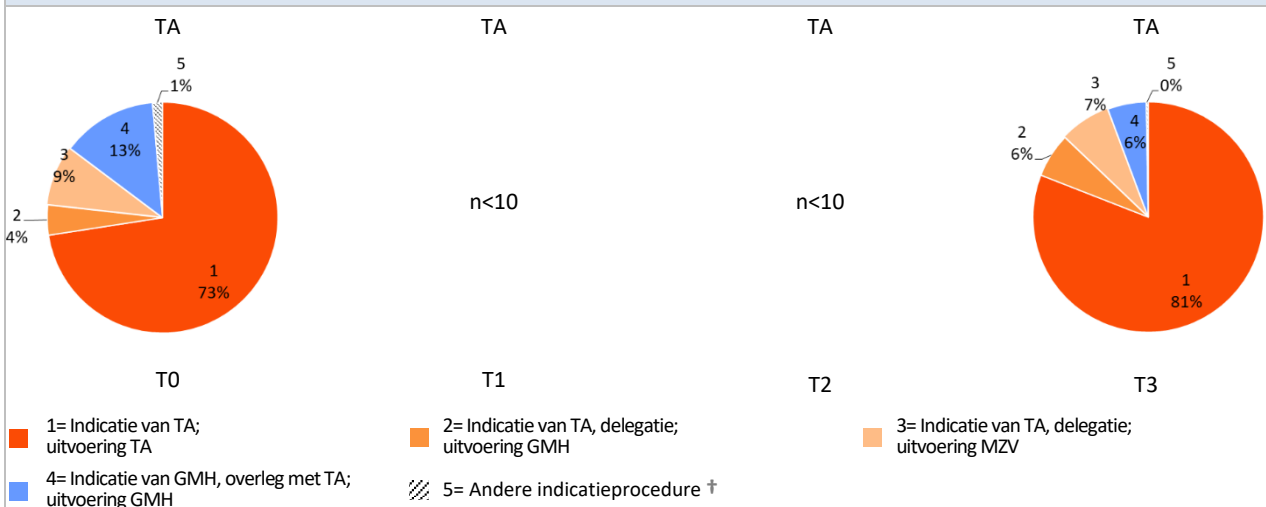 TA
TA
TA
TA
5
1%
4
13%
3
9%
2
4%
1
73%
n<10
n<10
5
0%
3
7%
4
6%
2
6%
1
81%
T0
T1
T2
T3
1= Indicatie van TA;
uitvoering TA
2= Indicatie van TA, delegatie;
uitvoering GMH
3= Indicatie van TA, delegatie;
uitvoering MZV
4= Indicatie van GMH, overleg met TA;
uitvoering GMH
5= Andere indicatieprocedure †